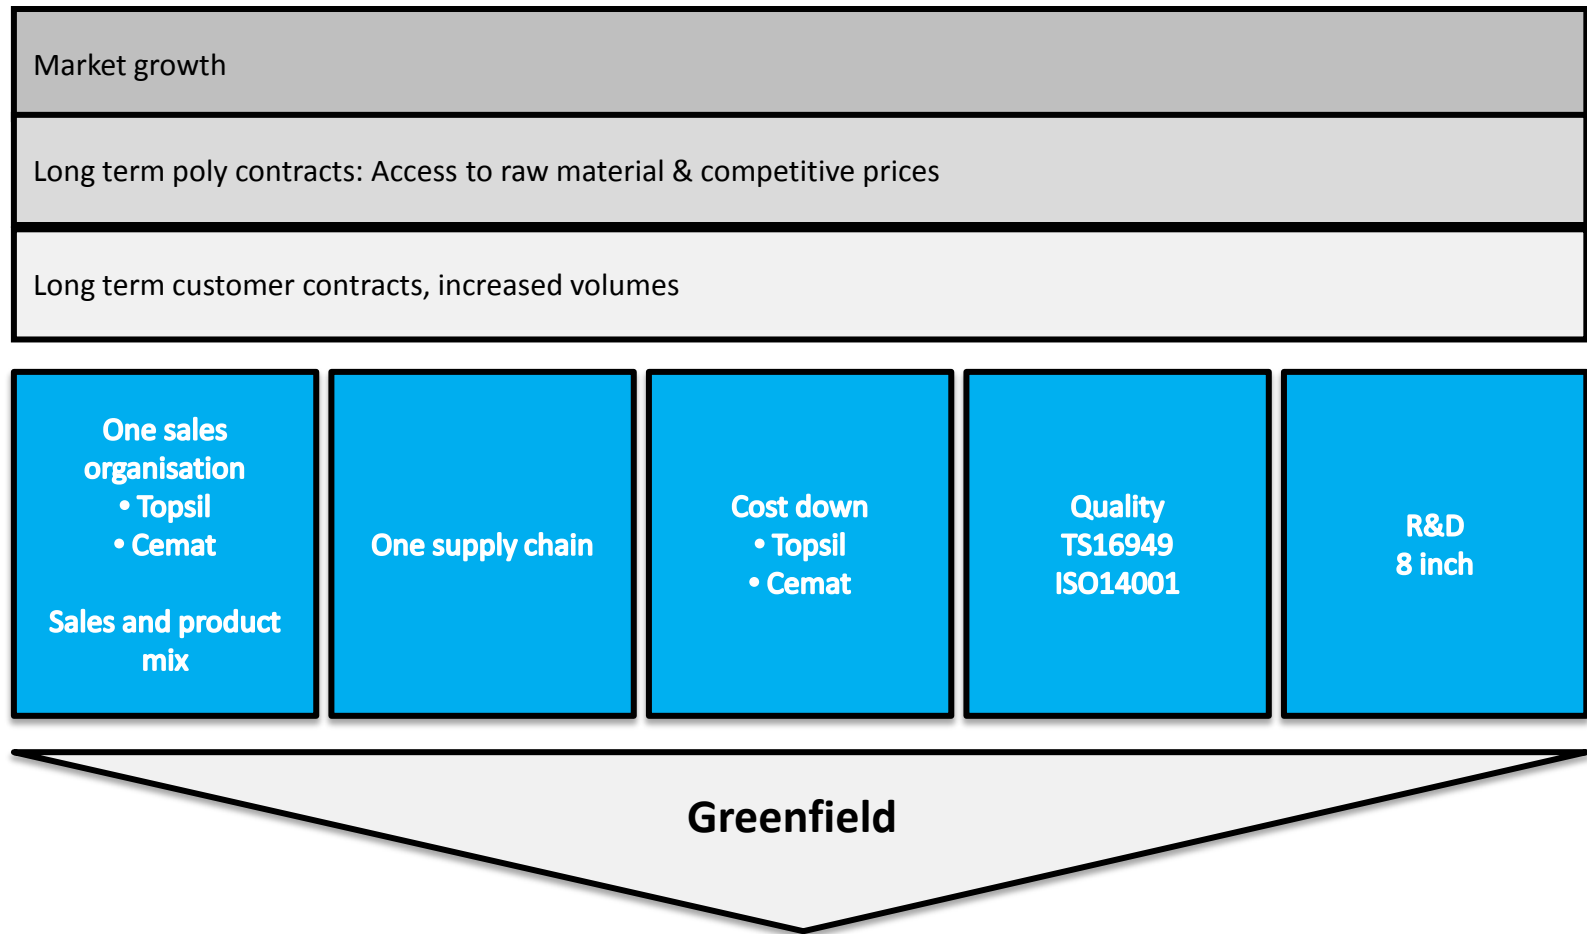 Market growth
Long term poly contracts: Access to raw material & competitive prices
Long term customer contracts, increased volumes
One sales
organisation
• Topsil
• Cemat
Sales and product
mix
One supply chain
Cost down
• Topsil
• Cemat
Quality
TS16949
ISO14001
R&D
8 inch
Greenfield